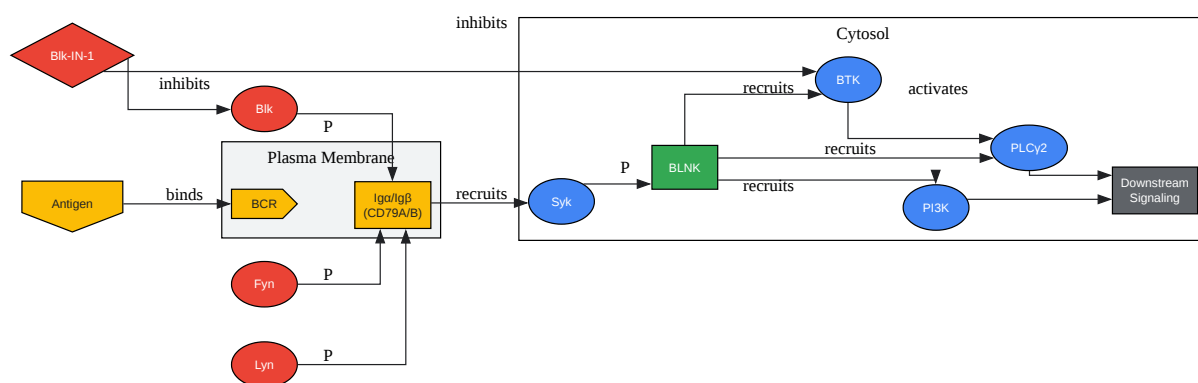 inhibits
Cytosol
Blk-IN-1
BTK
inhibits
recruits
activates
Blk
P
Plasma Membrane
recruits
PLCγ2
P
BLNK
Antigen
binds
BCR
Igα/Igβ
(CD79A/B)
recruits
Syk
recruits
PI3K
Downstream
Signaling
Fyn
P
Lyn
P